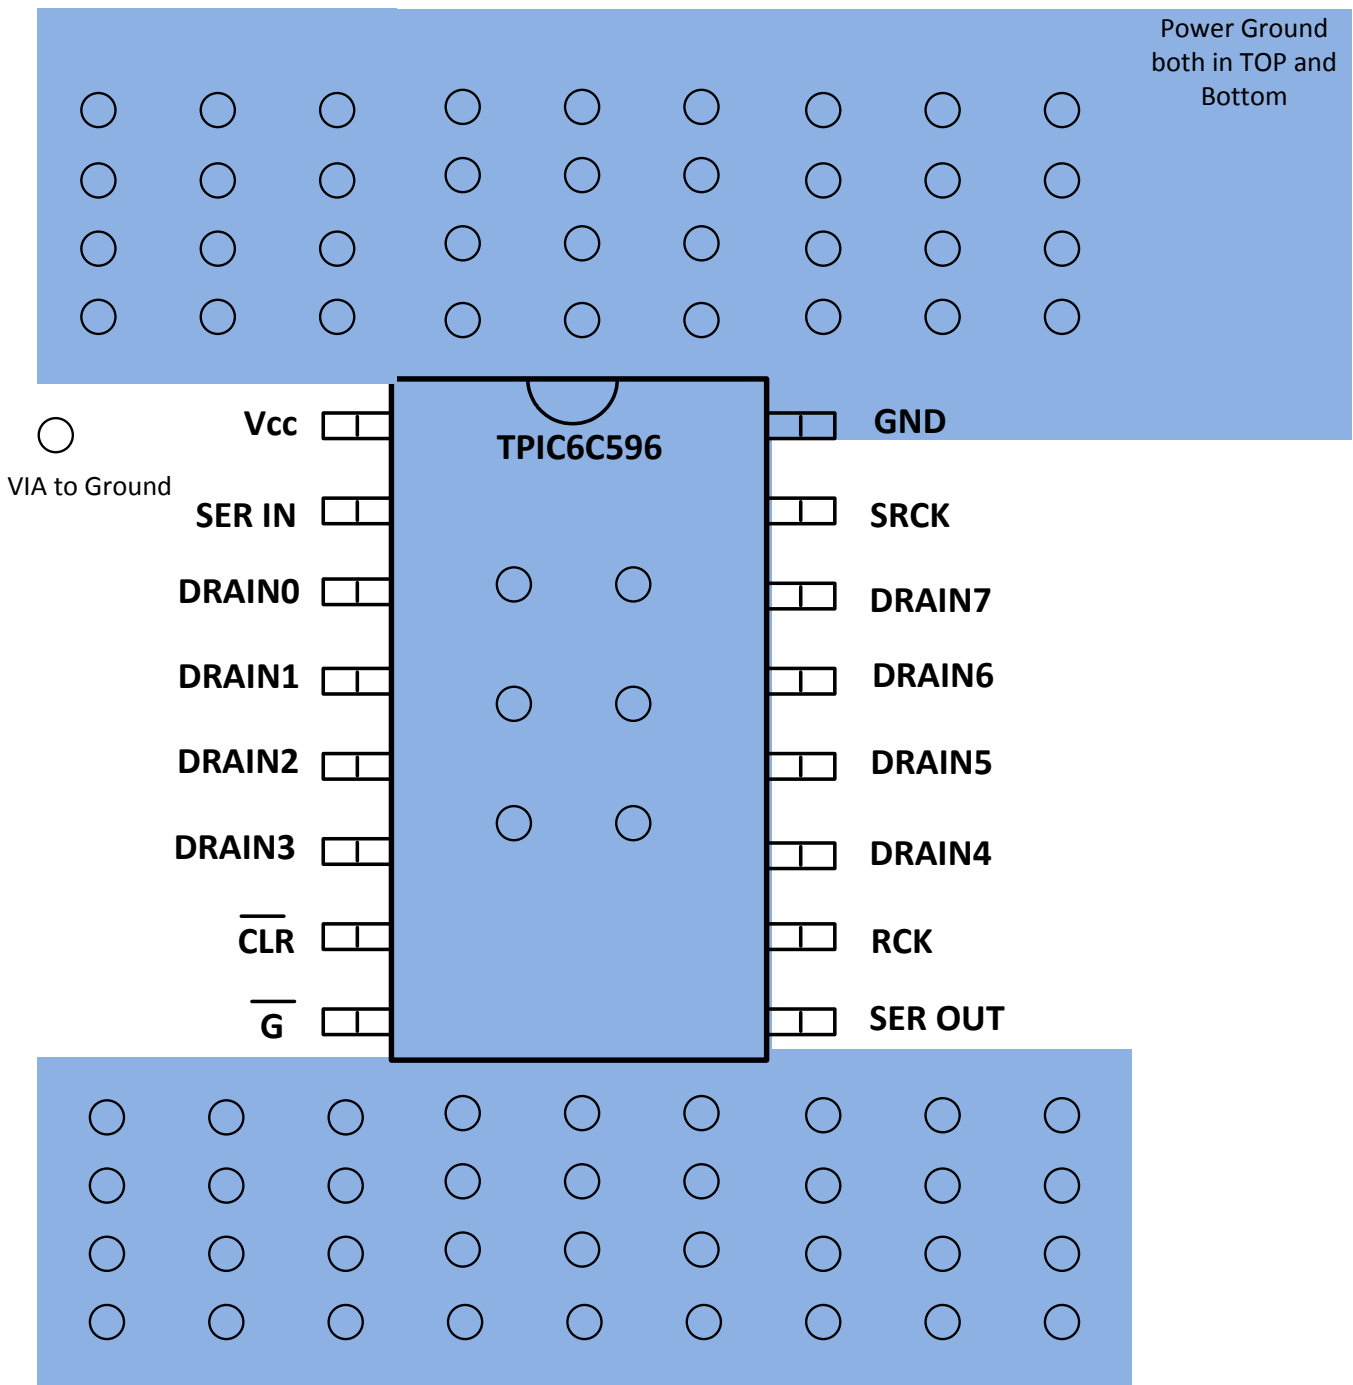 Power Ground
both in TOP and
Bottom
Vcc
GND
TPIC6C596
VIA to Ground
SER IN
SRCK
DRAIN0
DRAIN7
DRAIN1
DRAIN6
DRAIN2
DRAIN5
DRAIN3
DRAIN4
C̅L̅R̅
RCK
G̅
SER OUT